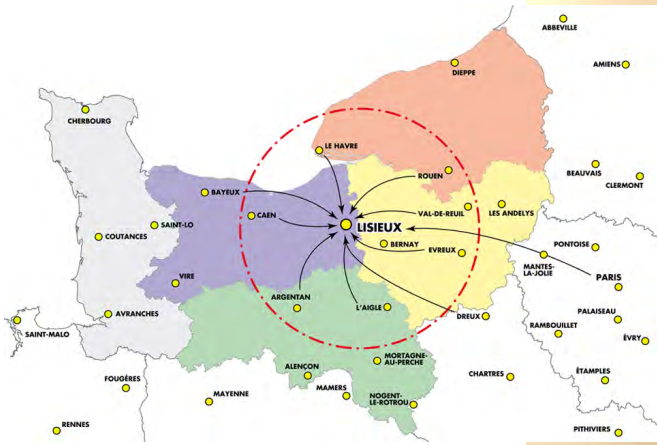 ABBEVILLE
AMIENS
DIEPPE
CHERBOURG
LE HAVRE
BEAUVAIS
CLERMONT
ROUEN
BAYEUX
CAEN
VAL-DE-REUIL
LES ANDELYS
SAINT-LO
LISIEUX
COUTANCES
BERNAY
EVREUX
PONTOISE
MANTES-
LA-JOLIE
PARIS
VIRE
ARGENTAN
L'AIGLE
DREUX
AVRANCHES
PALAISEAU
SAINT-MALO
RAMBOUILLET
ÉVRY
MORTAGNE-
AU-PERCHE
ALENÇON
FOUGÈRES
CHARTRES
ÉTAMPES
MAYENNE
MAMERS
NOGENT-
LE-ROTROU
RENNES
PITHIVIERS